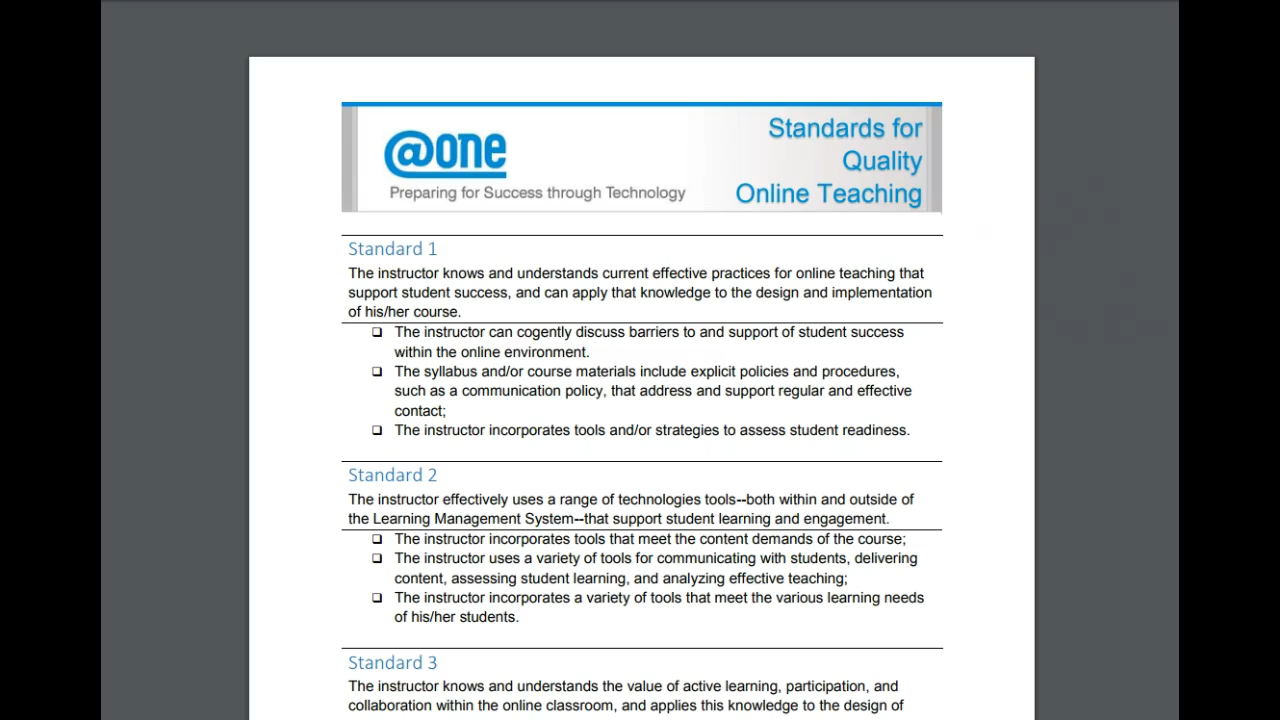 @one
Preparing for Success through Technology
Standards for
Quality
Online Teaching
Standard 1
The instructor knows and understands current effective practices for online teaching that
support student success, and can apply that knowledge to the design and implementation
of his/her course.
❑ The instructor can cogently discuss barriers to and support of student success
within the online environment.
❑ The syllabus and/or course materials include explicit policies and procedures,
such as a communication policy, that address and support regular and effective
contact;
❑ The instructor incorporates tools and/or strategies to assess student readiness.
Standard 2
The instructor effectively uses a range of technologies tools--both within and outside of
the Learning Management System--that support student learning and engagement.
❑ The instructor incorporates tools that meet the content demands of the course;
❑ The instructor uses a variety of tools for communicating with students, delivering
content, assessing student learning, and analyzing effective teaching;
❑ The instructor incorporates a variety of tools that meet the various learning needs
of his/her students.
Standard 3
The instructor knows and understands the value of active learning, participation, and
collaboration within the online classroom, and applies this knowledge to the design of